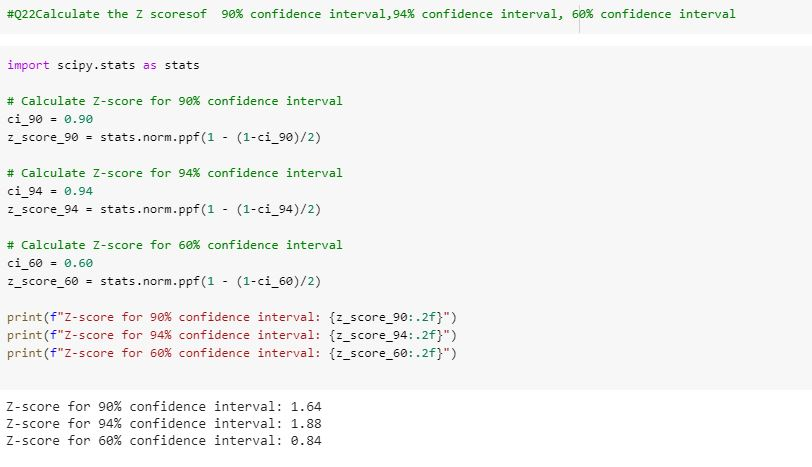 #Q22Calculate the Z scoresof  90% confidence interval,94% confidence interval, 60% confidence interval
import scipy.stats as stats
# Calculate Z-score for 90% confidence interval
ci_90 = 0.90
z_score_90 = stats.norm.ppf(1 - (1-ci_90)/2)
# Calculate Z-score for 94% confidence interval
ci_94 = 0.94
z_score_94 = stats.norm.ppf(1 - (1-ci_94)/2)
# Calculate Z-score for 60% confidence interval
ci_60 = 0.60
z_score_60 = stats.norm.ppf(1 - (1-ci_60)/2)
print(f"Z-score for 90% confidence interval: {z_score_90:.2f}")
print(f"Z-score for 94% confidence interval: {z_score_94:.2f}")
print(f"Z-score for 60% confidence interval: {z_score_60:.2f}")
Z-score for 90% confidence interval: 1.64
Z-score for 94% confidence interval: 1.88
Z-score for 60% confidence interval: 0.84